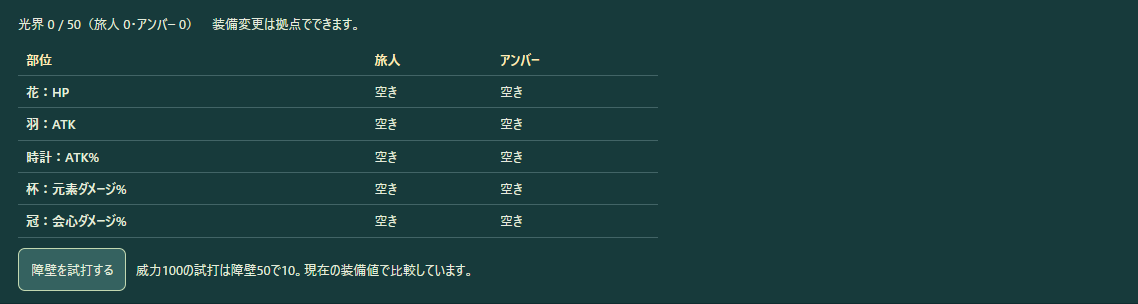 光界 0 / 50（旅人 0・アンバー 0） 装備変更は拠点でできます。
部位 旅人 アンバー
花：HP 空き 空き
羽：ATK 空き 空き
時計：ATK% 空き 空き
杯：元素ダメージ% 空き 空き
冠：会心ダメージ% 空き 空き
障壁を試打する 威力100の試打は障壁50で10。現在の装備値で比較しています。